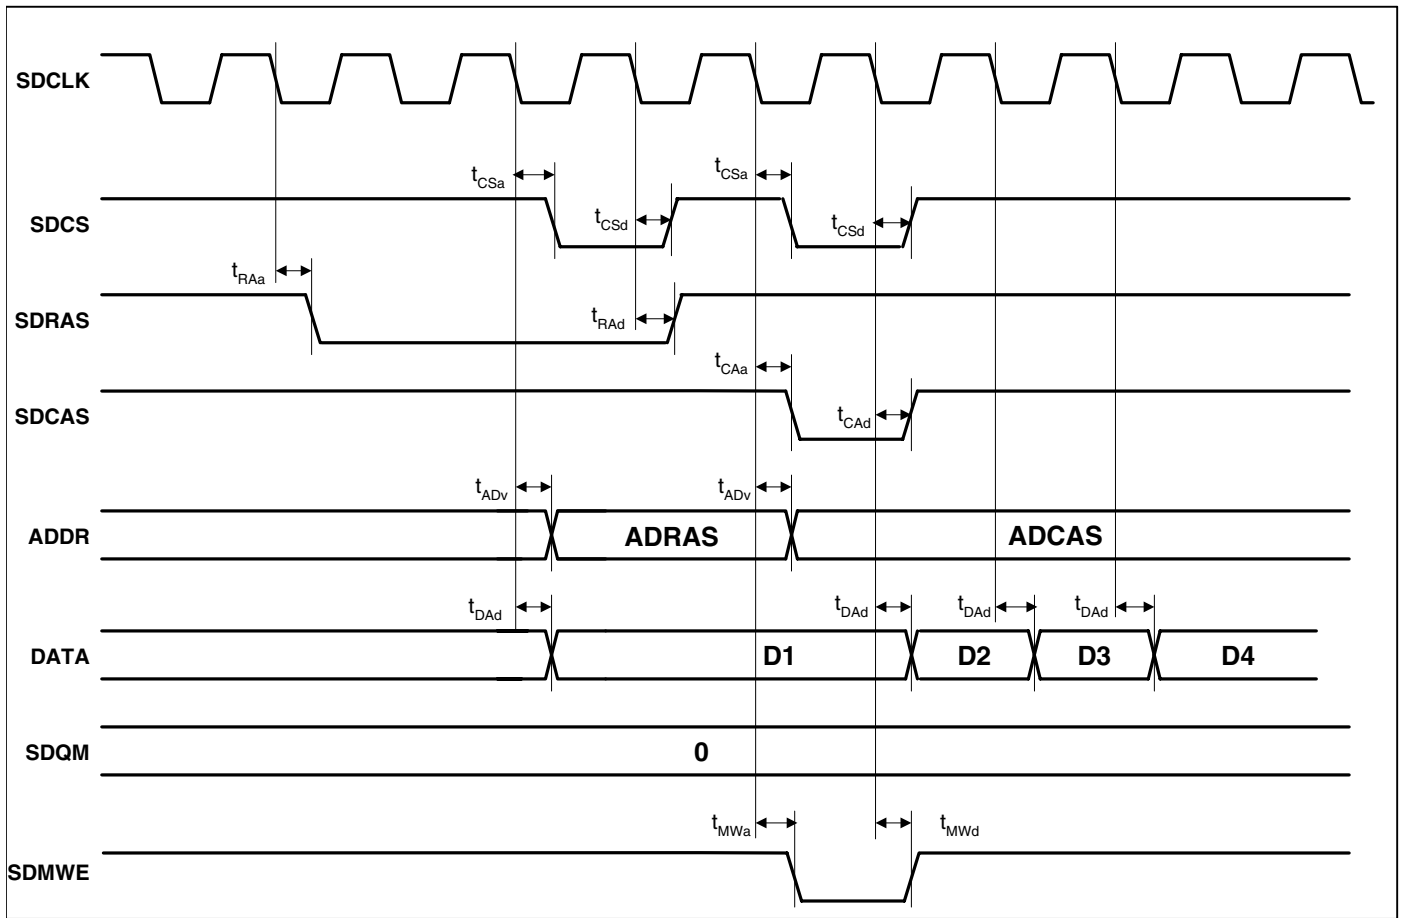 SDCLK
tCSa
tCSa
SDCS
tCSd
tCSd
tRAa
SDRAS
tRAd
tCAa
SDCAS
tCAd
tADv
tADv
ADDR
ADRAS
ADCAS
tDAd
tDAd
tDAd
tDAd
DATA
D1
D2
D3
D4
SDQM
0
tMWa
tMWd
SDMWE